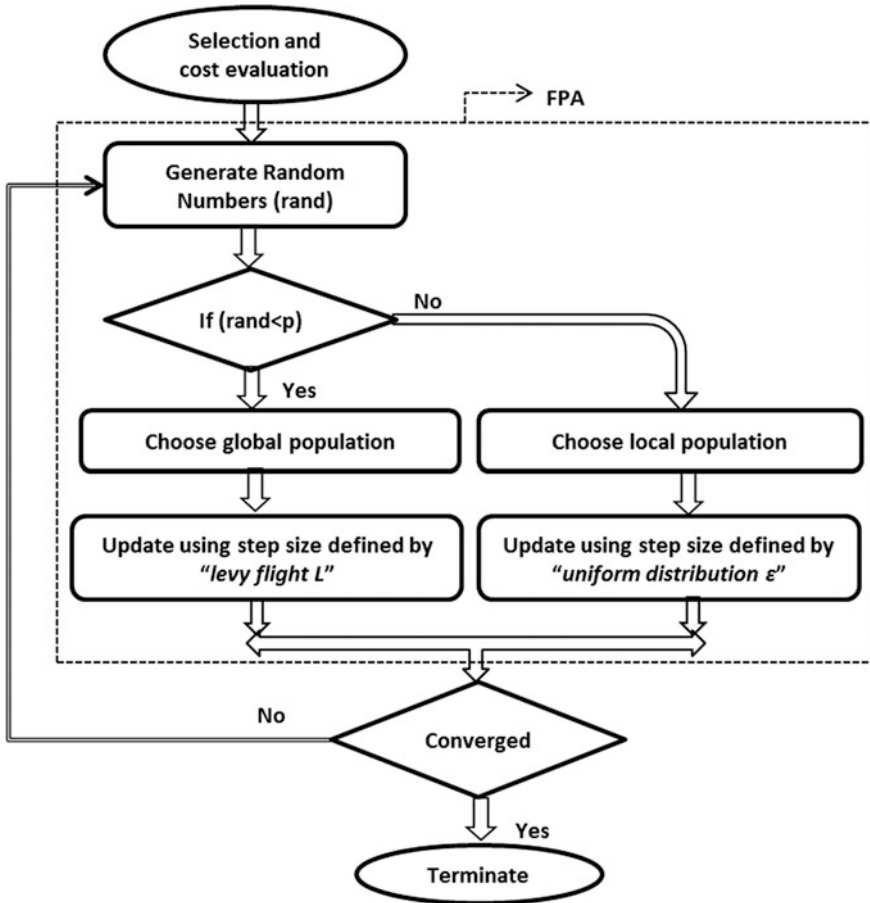 Selection and
cost evaluation
FPA
Generate Random
Numbers (rand)
If (rand<p)
No
Yes
Choose global population
Choose local population
Update using step size defined by
“levy flight L”
Update using step size defined by
“uniform distribution ε”
No
Converged
Yes
Terminate